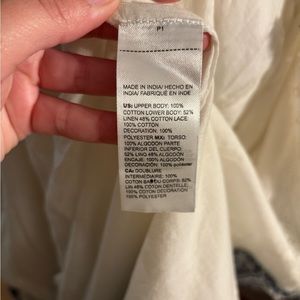 P1
MADE IN INDIA/ HECHO EN
INDIA/ FABRIQUÉ EN INDE
US: UPPER BODY: 100%
COTTON LOWER BODY: 52%
LINEN 48% COTTON LACE:
100% COTTON
DECORATION: 100%
POLYESTER MX: TORSO:
100% ALGODÓN PARTE
INFERIOR DEL CUERPO:
52% LINO 48% ALGODÓN
ENCAJE: 100% ALGODÓN
DECORACIÓN: 100% poliéster
CA: DOUBLURE
INTERMÉDIAIRE: 100%
COTON BAS DU CORPS: 52%
LIN 48% COTON DENTELLE:
100% COTON DÉCORATION
100% POLYESTER